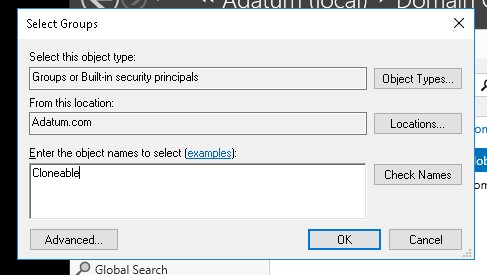 Adatum (local)
Domain
Select Groups
Select this object type:
Groups or Built-in security principals
Object Types...
From this location:
Adatum.com
Locations...
Enter the object names to select (examples):
Cloneable
Check Names
Advanced...
OK
Cancel
Global Search